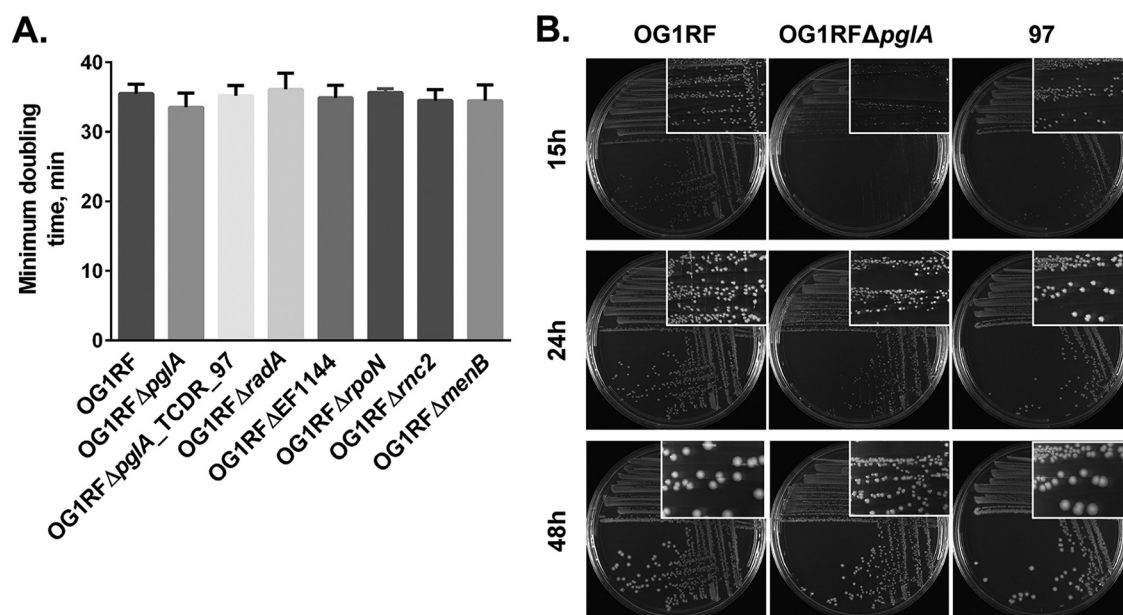 A.
Minimum doubling
time, min
40
30
20
10
0
OG1RF
OG1RFΔpglA
OG1RFΔpglA_TCDR_97
OG1RFΔradA
OG1RFΔEF1144
OG1RFΔrpoN
OG1RFΔrnc2
OG1RFΔmenB
B.
OG1RF OG1RFΔpglA 97
15h
24h
48h